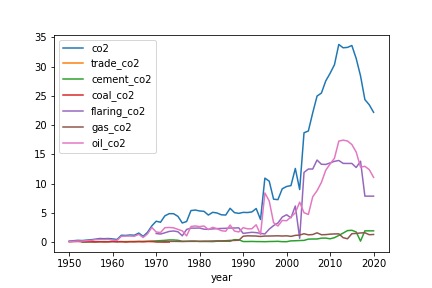 35
30
25
20
15
10
5
0
co2
trade_co2
cement_co2
coal_co2
flaring_co2
gas_co2
oil_co2
1950 1960 1970 1980 1990 2000 2010 2020
year